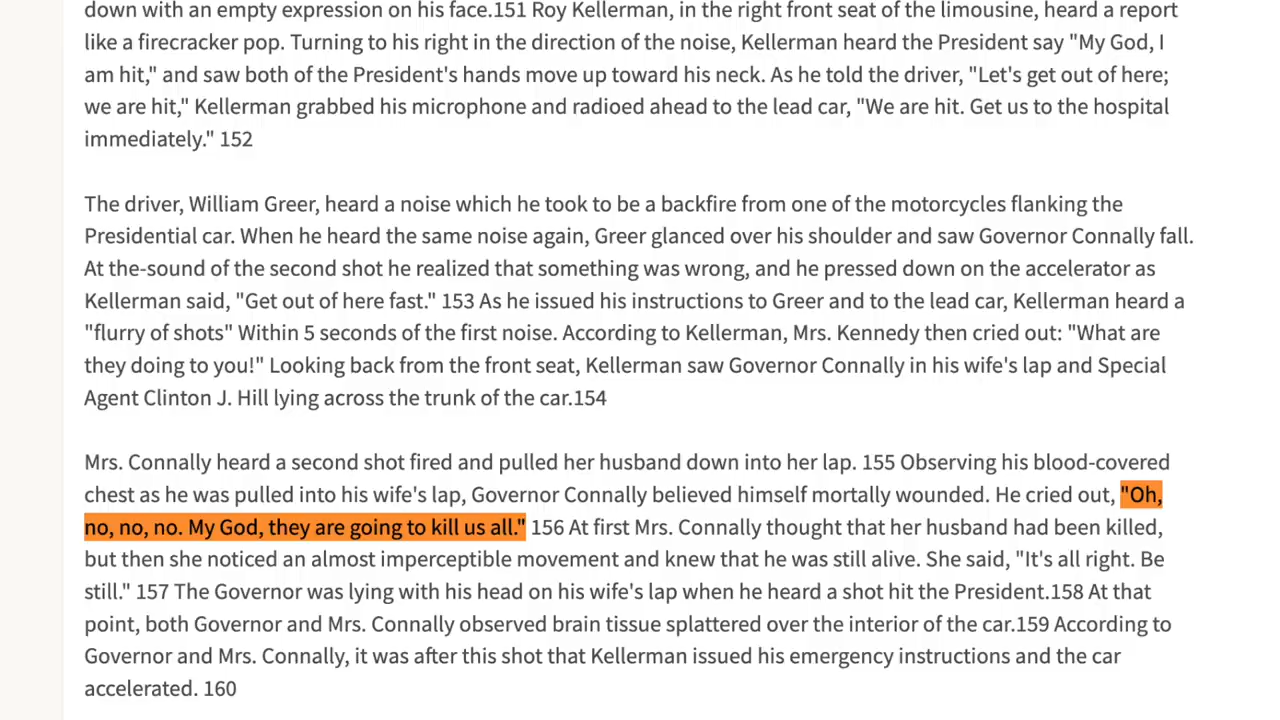 down with an empty expression on his face.151 Roy Kellerman, in the right front seat of the limousine, heard a report
like a firecracker pop. Turning to his right in the direction of the noise, Kellerman heard the President say "My God, I
am hit," and saw both of the President's hands move up toward his neck. As he told the driver, "Let's get out of here;
we are hit," Kellerman grabbed his microphone and radioed ahead to the lead car, "We are hit. Get us to the hospital
immediately." 152
The driver, William Greer, heard a noise which he took to be a backfire from one of the motorcycles flanking the
Presidential car. When he heard the same noise again, Greer glanced over his shoulder and saw Governor Connally fall.
At the-sound of the second shot he realized that something was wrong, and he pressed down on the accelerator as
Kellerman said, "Get out of here fast." 153 As he issued his instructions to Greer and to the lead car, Kellerman heard a
"flurry of shots" Within 5 seconds of the first noise. According to Kellerman, Mrs. Kennedy then cried out: "What are
they doing to you!" Looking back from the front seat, Kellerman saw Governor Connally in his wife's lap and Special
Agent Clinton J. Hill lying across the trunk of the car.154
Mrs. Connally heard a second shot fired and pulled her husband down into her lap. 155 Observing his blood-covered
chest as he was pulled into his wife's lap, Governor Connally believed himself mortally wounded. He cried out, "Oh,
no, no, no. My God, they are going to kill us all." 156 At first Mrs. Connally thought that her husband had been killed,
but then she noticed an almost imperceptible movement and knew that he was still alive. She said, "It's all right. Be
still." 157 The Governor was lying with his head on his wife's lap when he heard a shot hit the President.158 At that
point, both Governor and Mrs. Connally observed brain tissue splattered over the interior of the car.159 According to
Governor and Mrs. Connally, it was after this shot that Kellerman issued his emergency instructions and the car
accelerated. 160